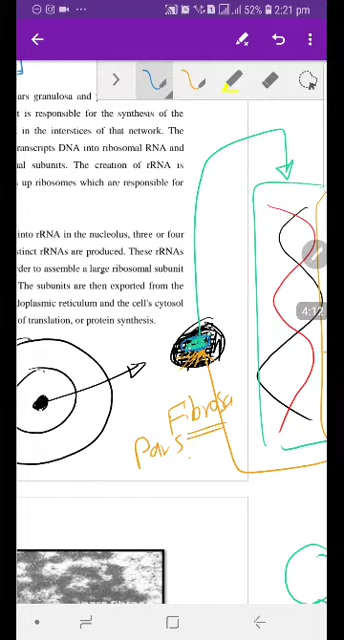 52% 2:21 pm
ars granulosa and
t is responsible for the synthesis of the
in the interstices of that network. The
ranscripts DNA into ribosomal RNA and
nal subunits. The creation of rRNA is
s up ribosomes which are responsible for
into rRNA in the nucleolus, three or four
stinct rRNAs are produced. These rRNAs
rder to assemble a large ribosomal subunit
The subunits are then exported from the
doplasmic reticulum and the cell's cytosol
of translation, or protein synthesis.
4:12
Fibrosa
Pars.